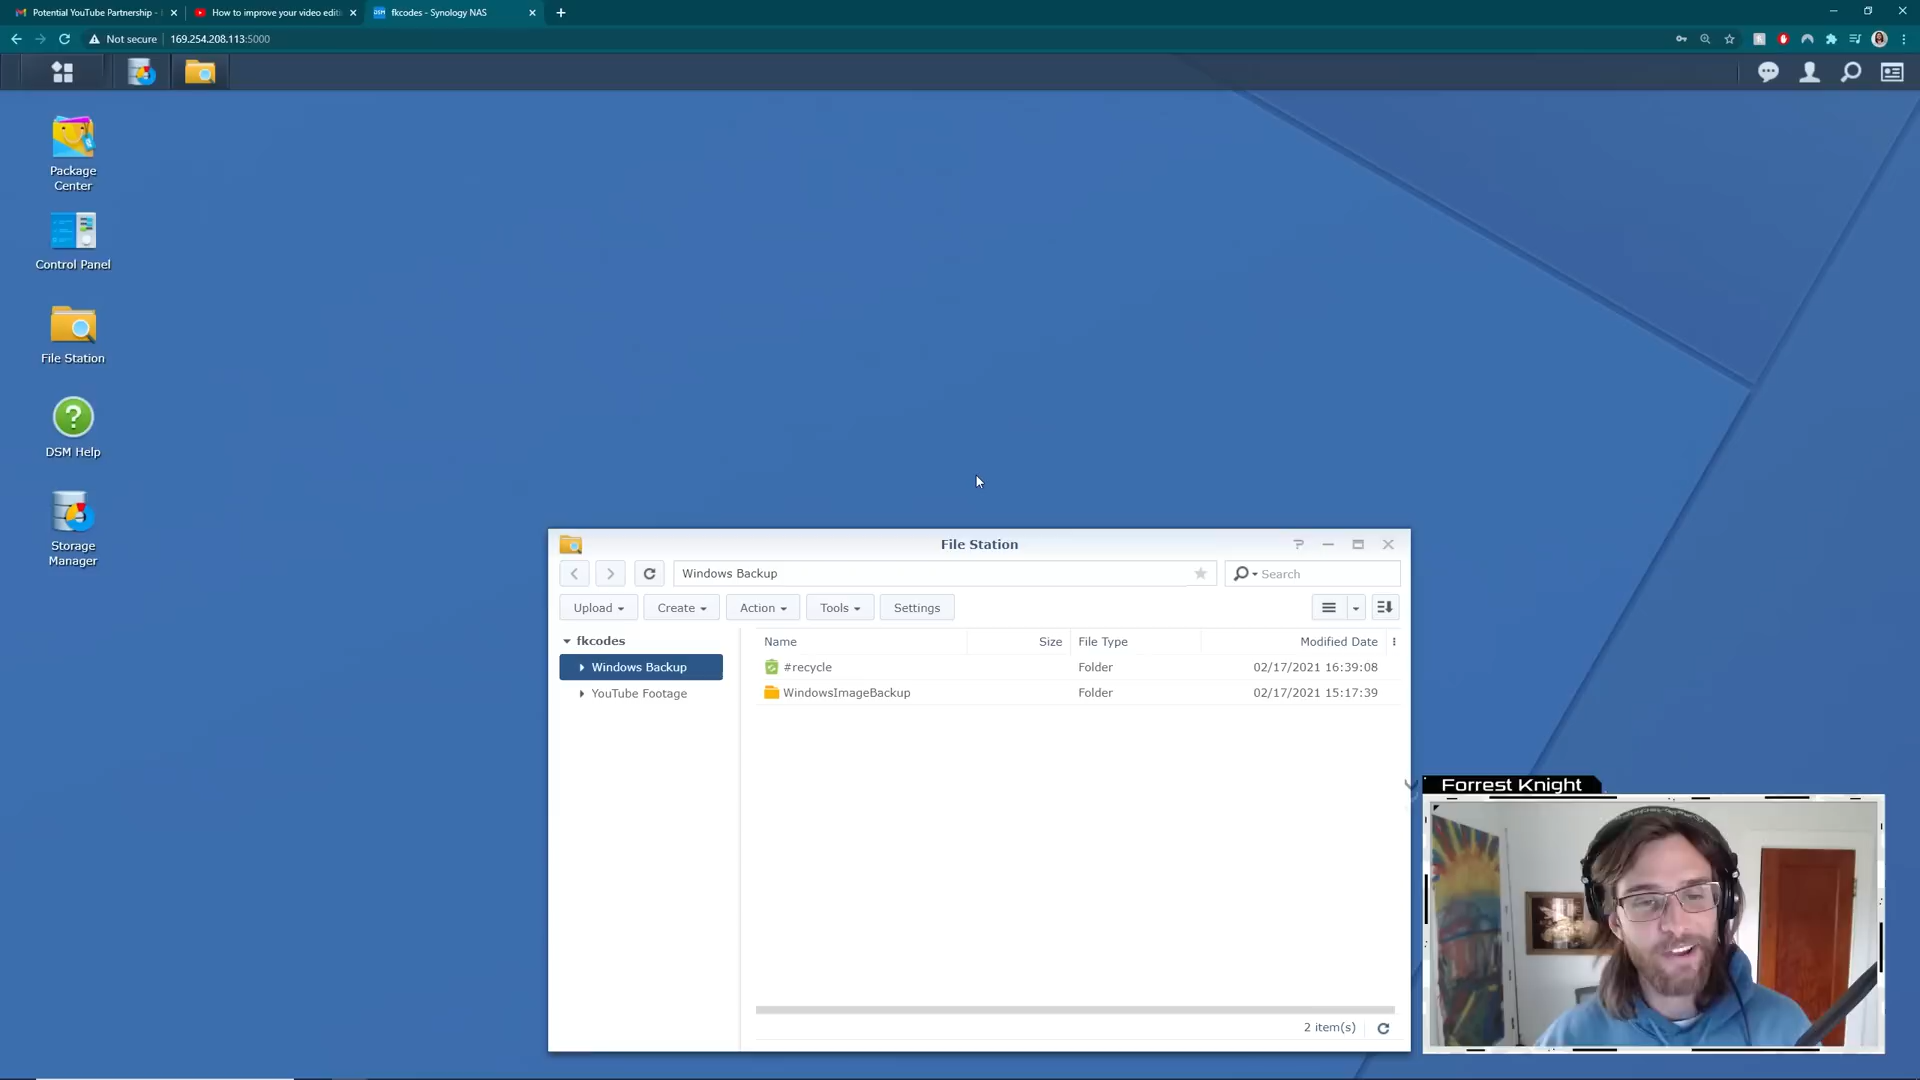 Potential YouTube Partnership -
How to improve your video editi
fkcodes - Synology NAS
Not secure
169.254.208.113:5000
Package
Center
Control Panel
File Station
DSM Help
Storage
Manager
File Station
Windows Backup
Search
Upload
Create
Action
Tools
Settings
fkcodes
Windows Backup
YouTube Footage
Name
Size
File Type
Modified Date
#recycle
Folder
02/17/2021 16:39:08
WindowsImageBackup
Folder
02/17/2021 15:17:39
2 item(s)
Forrest Knight